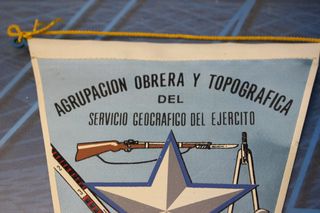 AGRUPACION OBRERA Y TOPOGRAFICA
DEL
SERVICIO GEOGRAFICO DEL EJERCITO